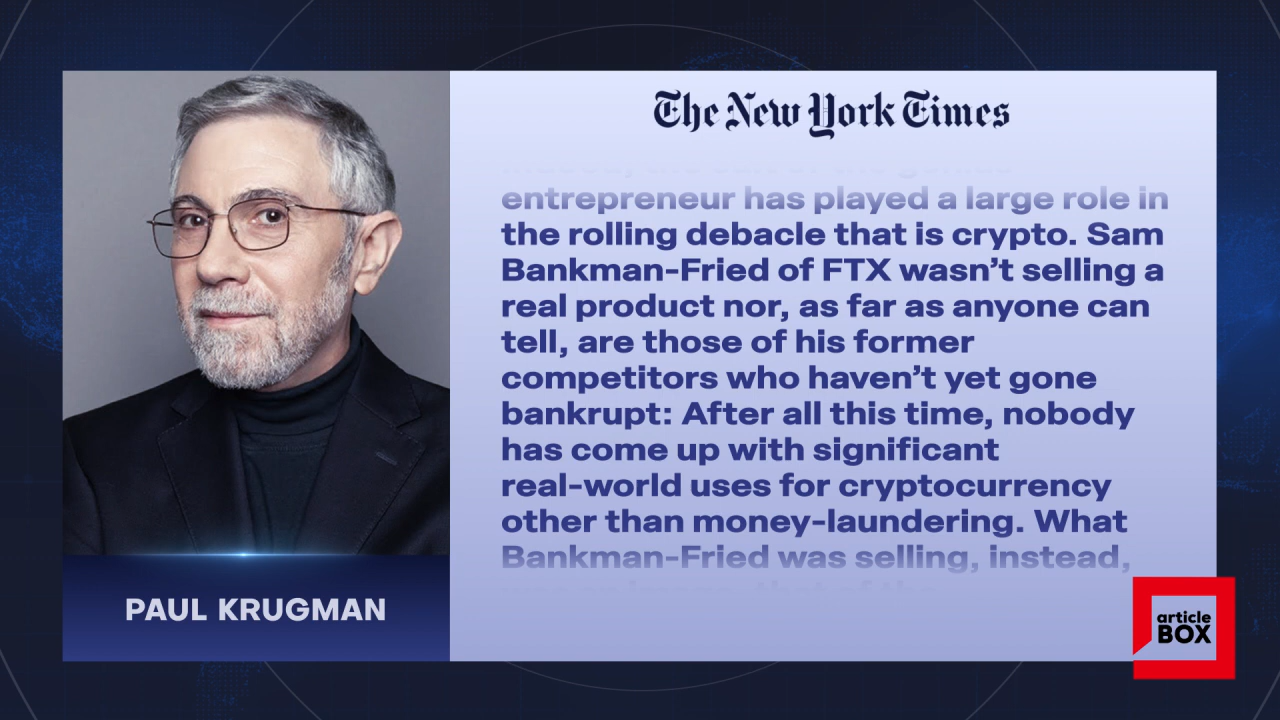 The New York Times
entrepreneur has played a large role in
the rolling debacle that is crypto. Sam
Bankman-Fried of FTX wasn’t selling a
real product nor, as far as anyone can
tell, are those of his former
competitors who haven’t yet gone
bankrupt: After all this time, nobody
has come up with significant
real-world uses for cryptocurrency
other than money-laundering. What
Bankman-Fried was selling, instead,
PAUL KRUGMAN
article
BOX